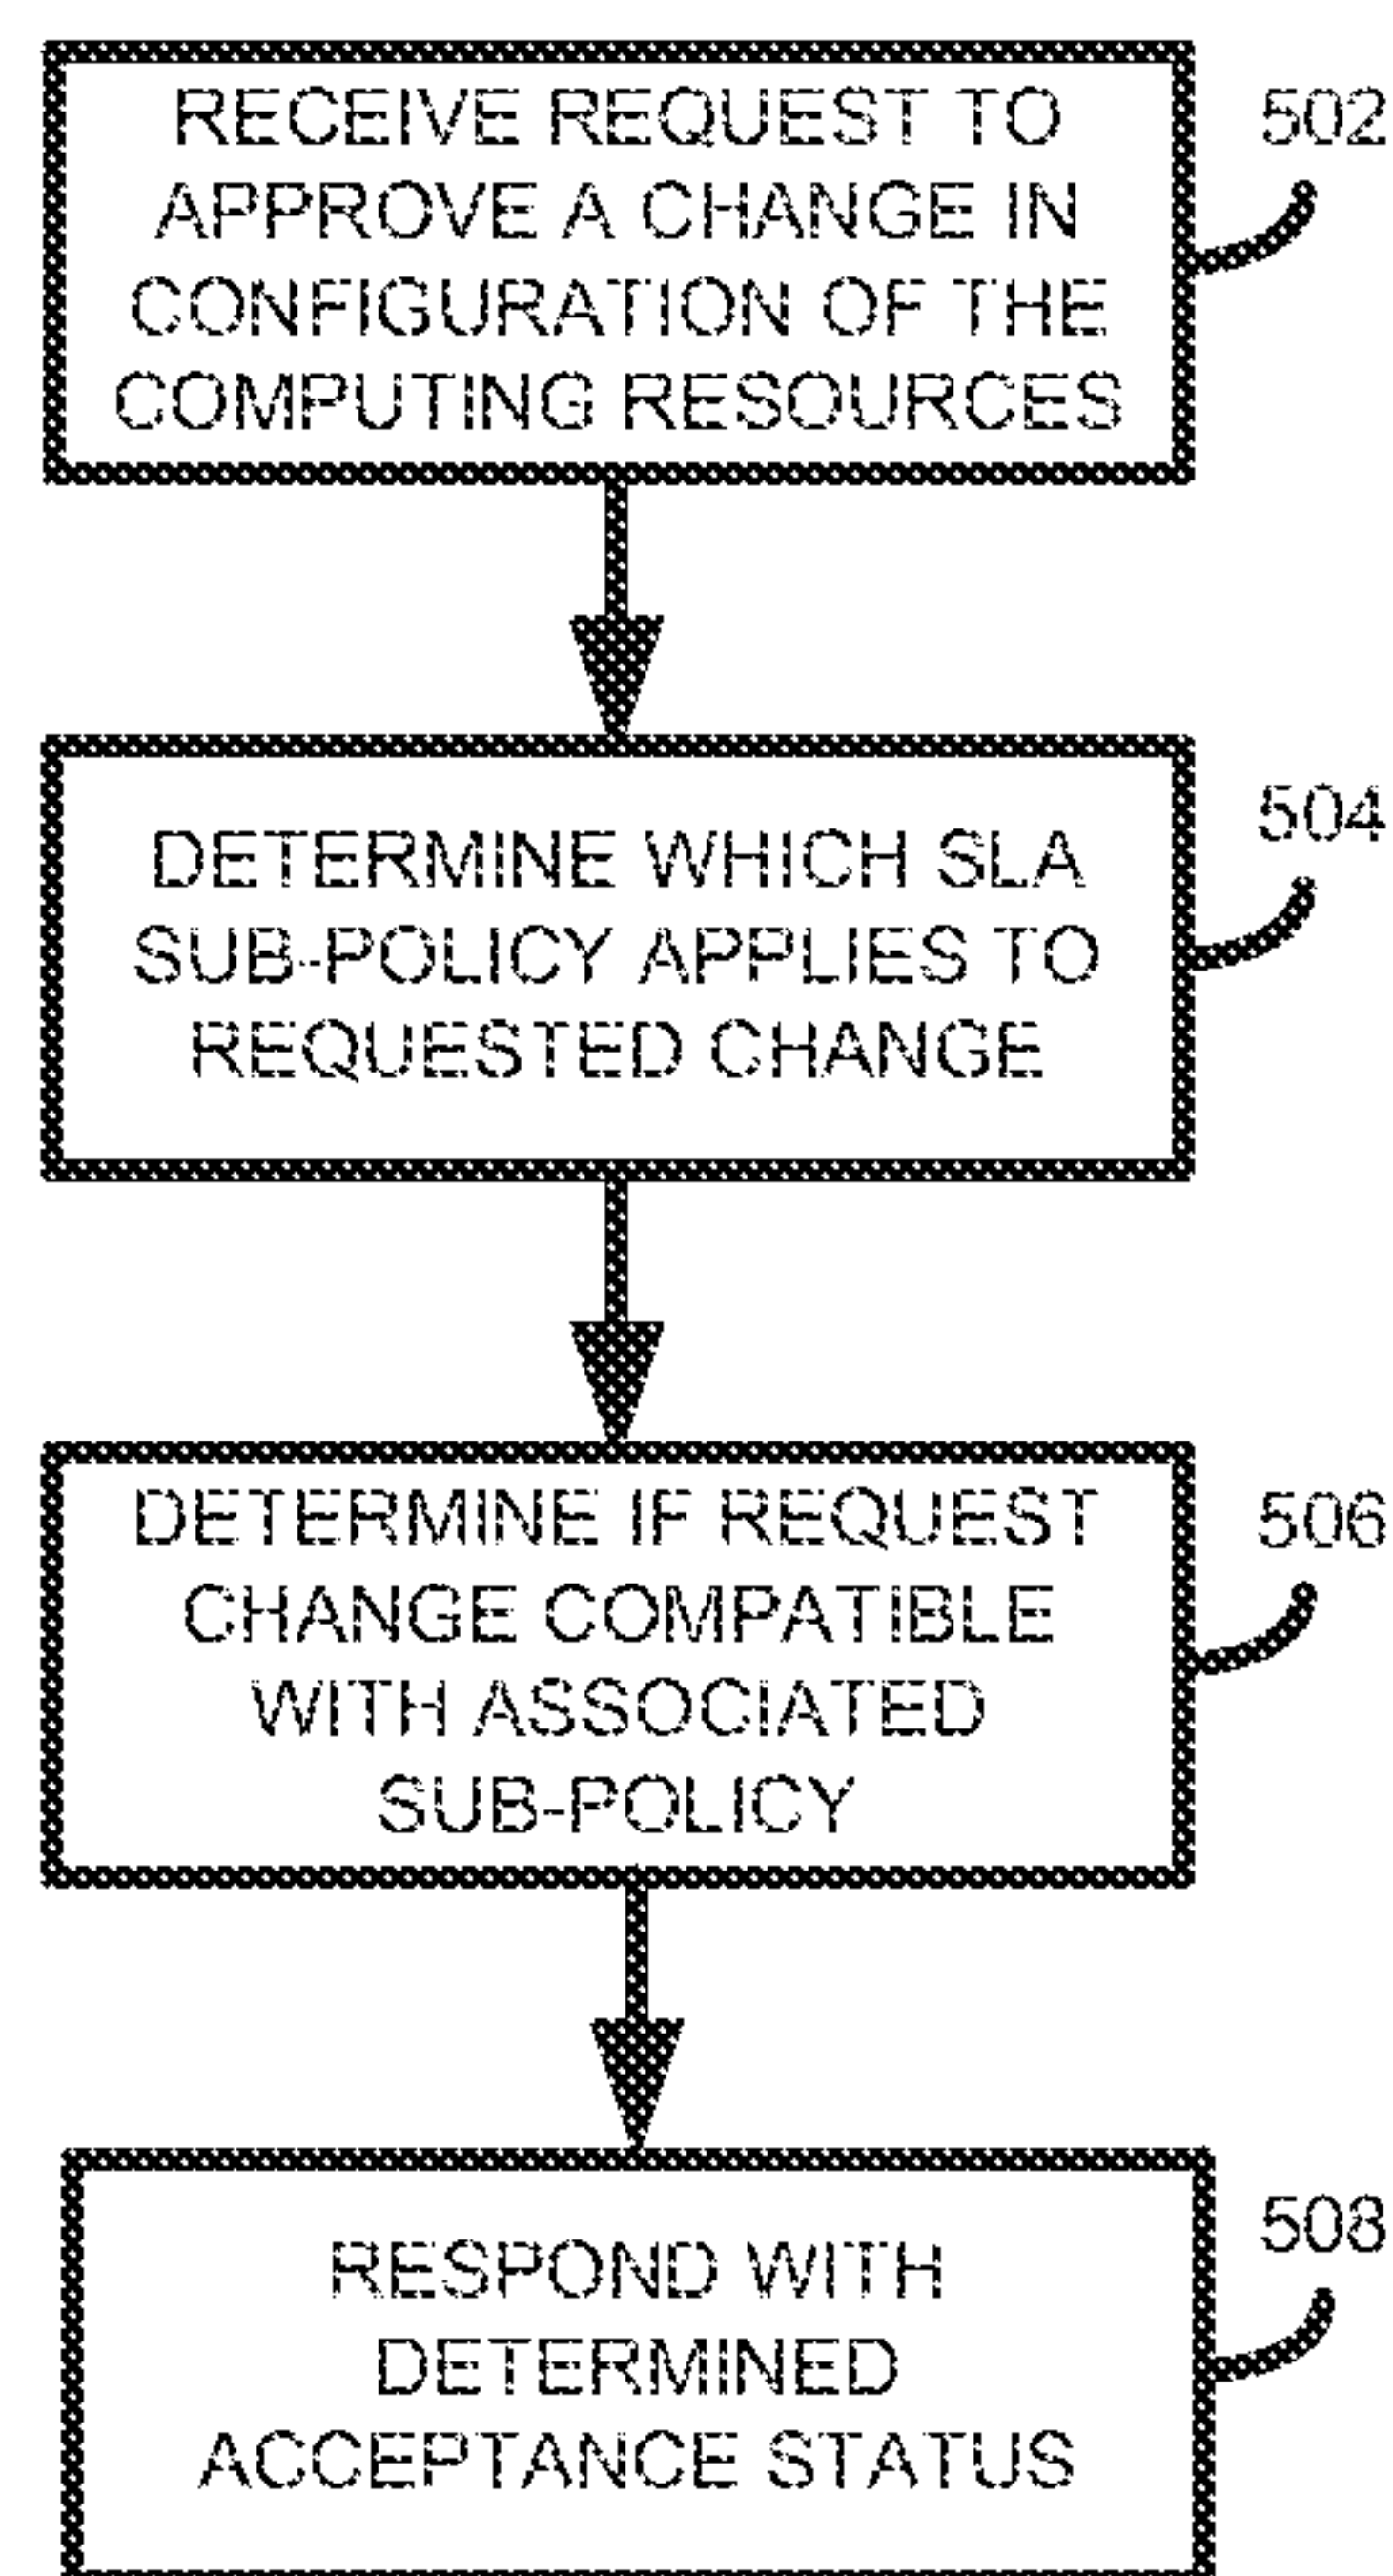 RECEIVE REQUEST TO
APPROVE A CHANGE IN
CONFIGURATION OF THE
COMPUTING RESOURCES
502
DETERMINE WHICH SLA
SUB-POLICY APPLIES TO
REQUESTED CHANGE
504
DETERMINE IF REQUEST
CHANGE COMPATIBLE
WITH ASSOCIATED
SUB-POLICY
506
RESPOND WITH
DETERMINED
ACCEPTANCE STATUS
508